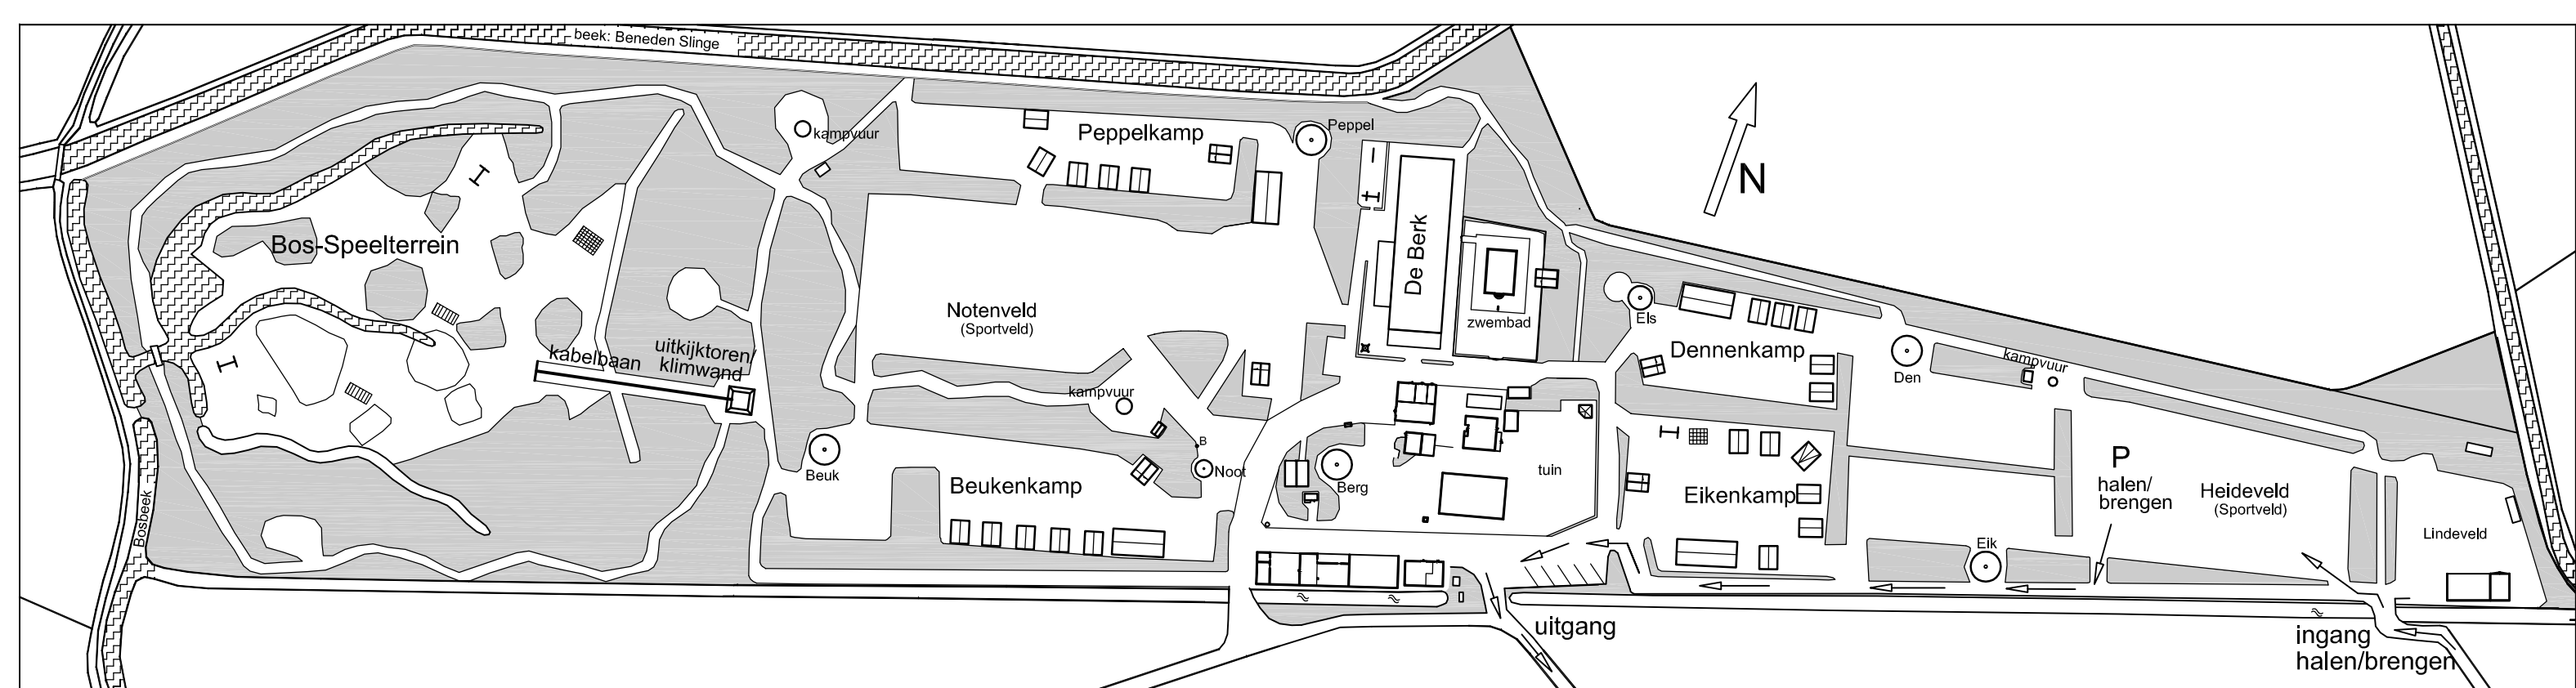 beek: Beneden Slinge
kampvuur
Peppelkamp
Peppel
N
Bos-Speelterrein
De Berk
zwembad
Notenveld
(Sportveld)
Els
Dennenkamp
kabelbaan
uitkijktoren/
klimwand
kampvuur
Den
kampvuur
B
Noot
Beuk
Beukenkamp
Berg
tuin
Eikenkamp
P
halen/
brengen
Heideveld
(Sportveld)
Lindeveld
Bosbeek
Eik
uitgang
ingang
halen/brengen